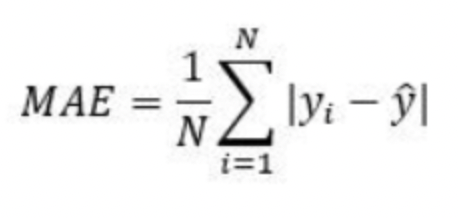 MAE = \frac{1}{N} \sum_{i=1}^{N} |y_i - \hat{y}|